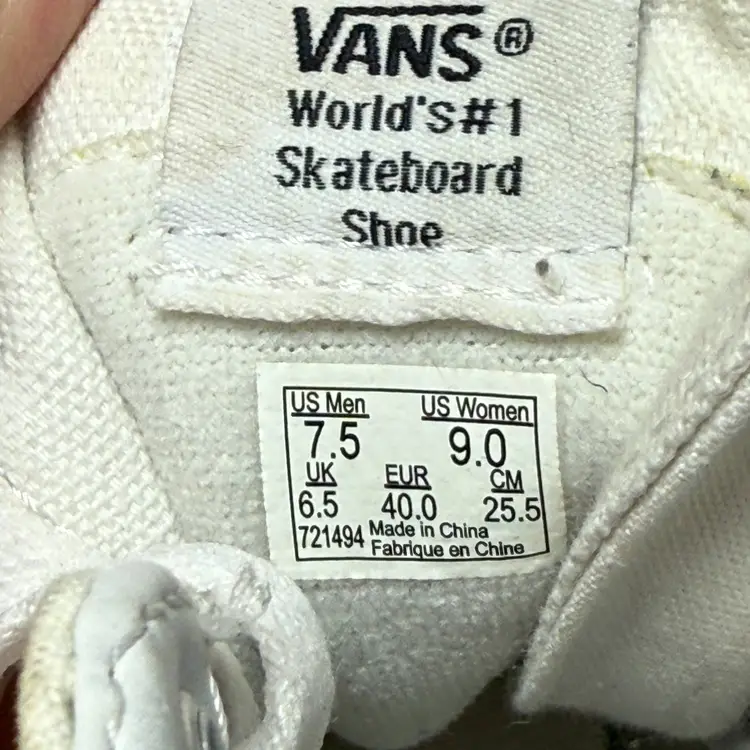 VANS®
World's #1
Skateboard
Shoe
US Men US Women
7.5 9.0
UK EUR CM
6.5 40.0 25.5
721494 Made in China
Fabrique en Chine